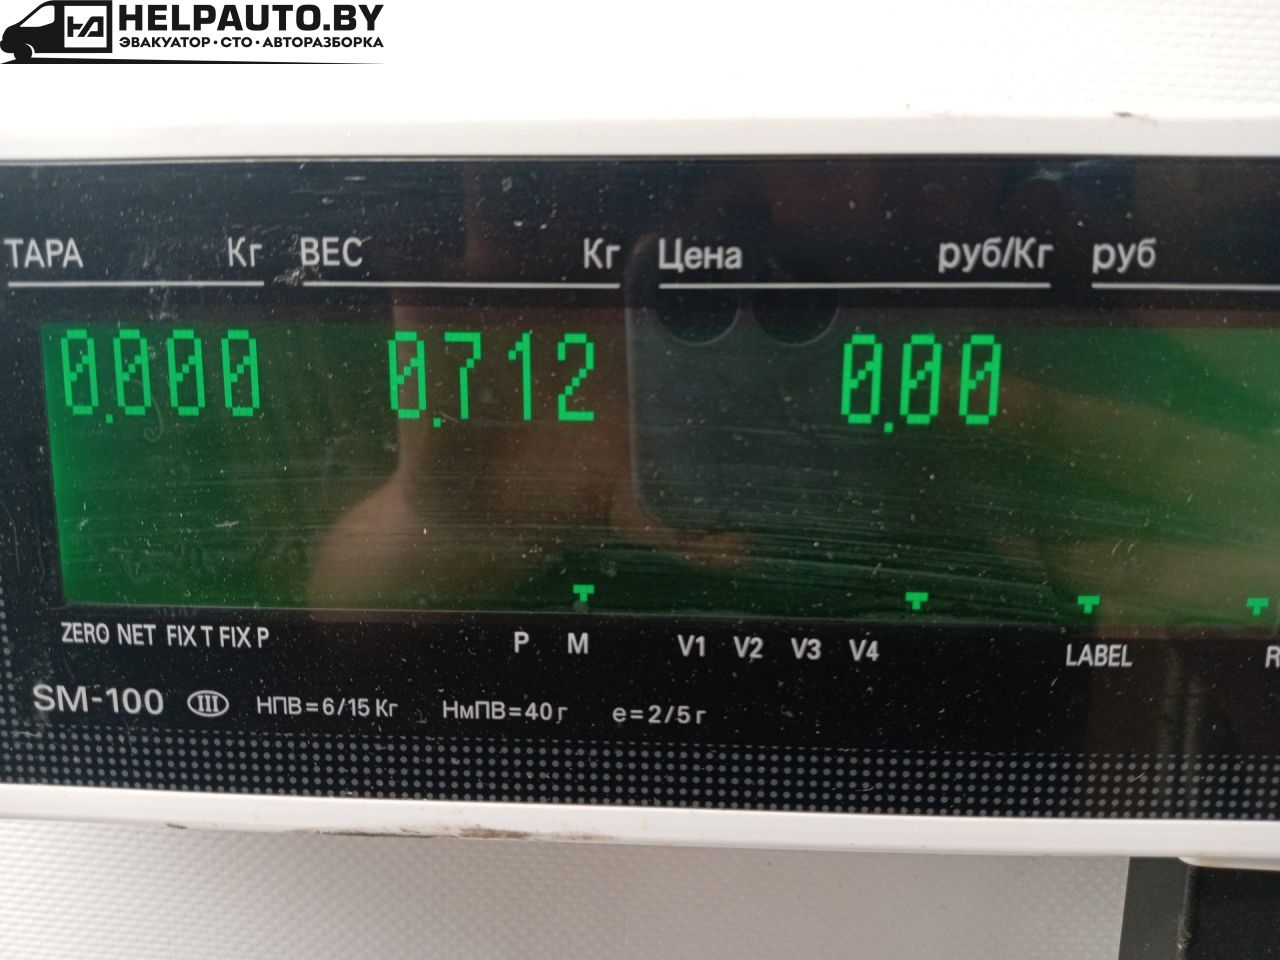 HELPAUTO.BY
ЭВАКУАТОР·СТО·АВТОРАЗБОРКА
ТАРА Кг ВЕС Кг Цена руб/Кг руб
0.000 0.712 0.00
ZERO NET FIX T FIX P P M V1 V2 V3 V4 LABEL R
SM-100 III НПВ=6/15 Кг НмПВ=40 г e=2/5 г